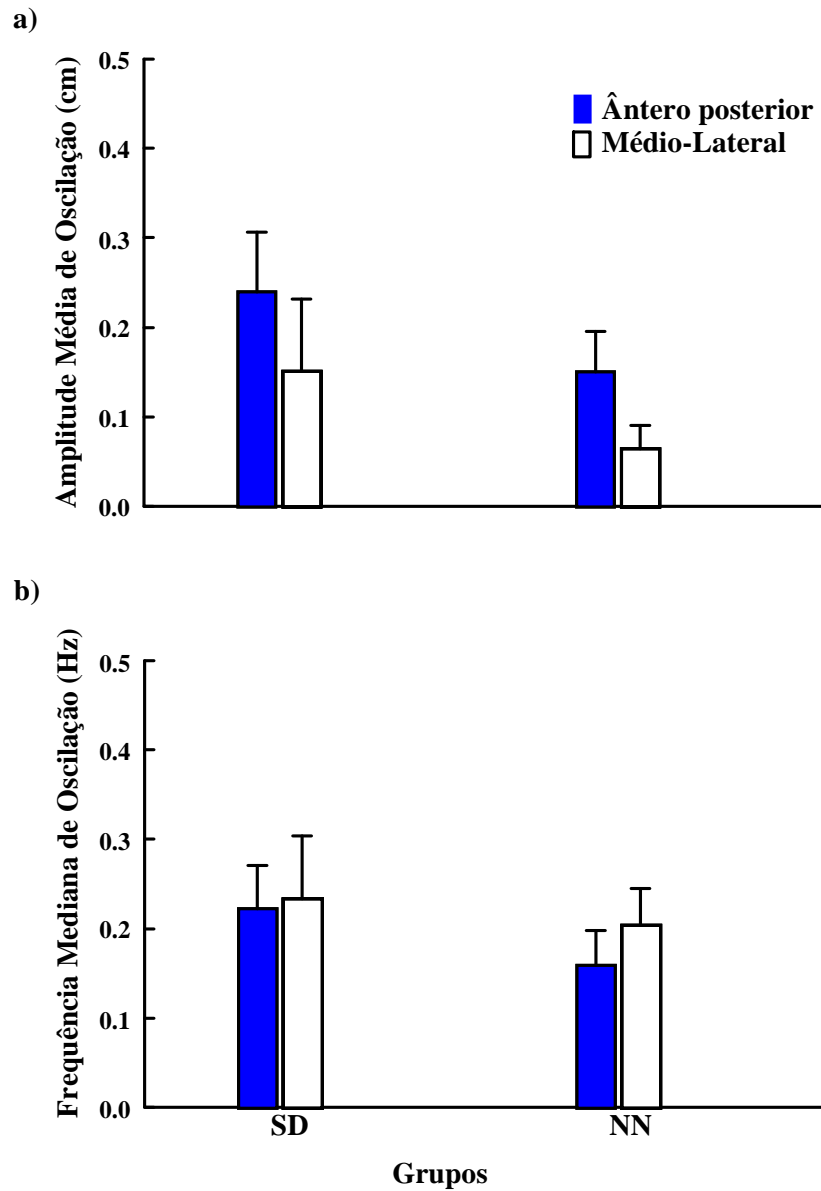 a)
Amplitude Média de Oscilação (cm)
0.5
0.4
0.3
0.2
0.1
0.0
Ântero posterior
Médio-Lateral
b)
Frequência Mediana de Oscilação (Hz)
0.5
0.4
0.3
0.2
0.1
0.0
SD NN
Grupos